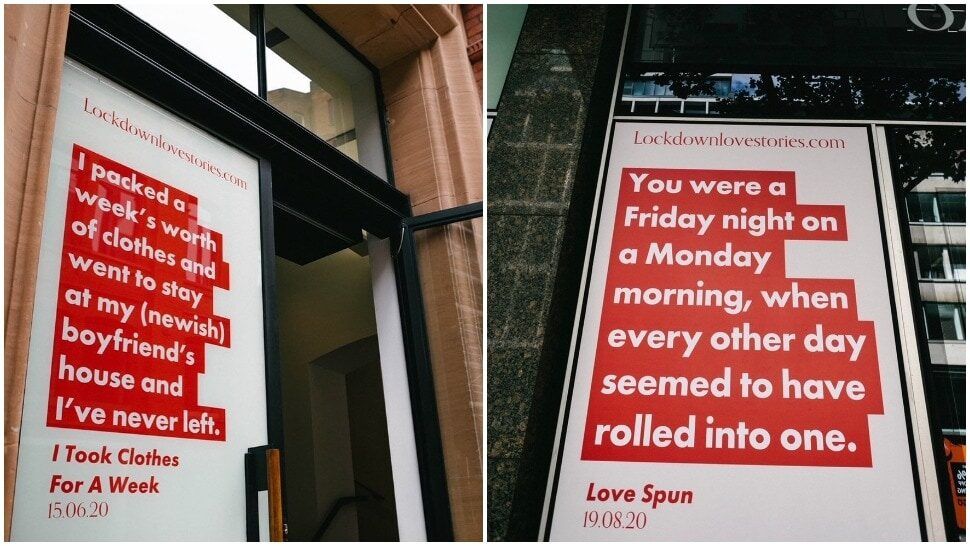 Lockdownlovestories.com
I packed a
week's worth
of clothes and
went to stay
at my (newish)
boyfriend's
house and
I've never left.
I Took Clothes
For A Week
15.06.20
Lockdownlovestories.com
You were a
Friday night on
a Monday
morning, when
every other day
seemed to have
rolled into one.
Love Spun
19.08.20